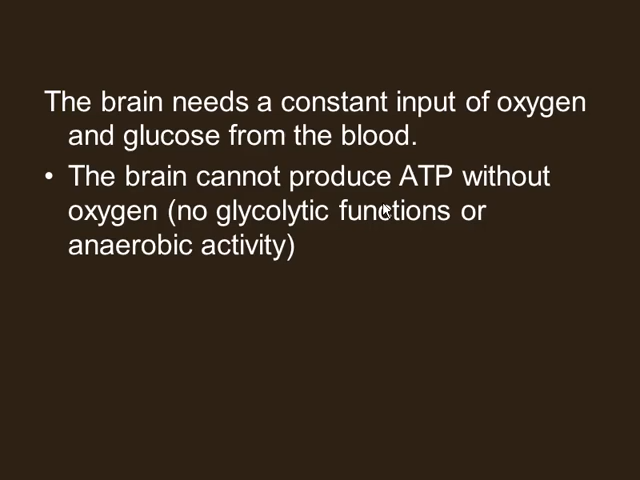 The brain needs a constant input of oxygen
and glucose from the blood.
• The brain cannot produce ATP without
oxygen (no glycolytic functions or
anaerobic activity)